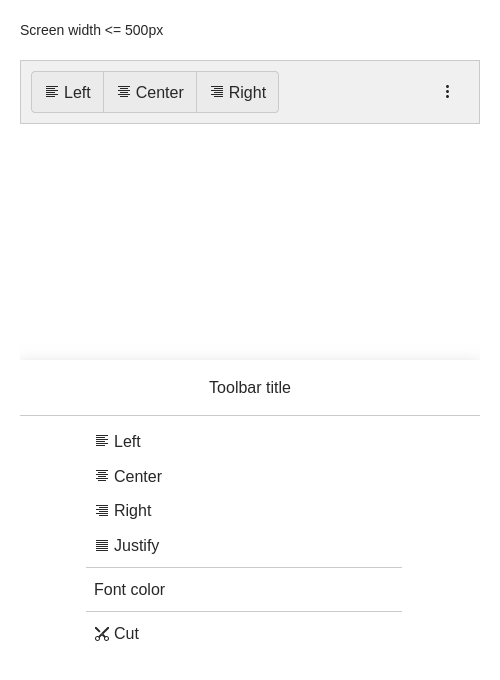 Screen width <= 500px
Left Center Right
Toolbar title
Left
Center
Right
Justify
Font color
Cut